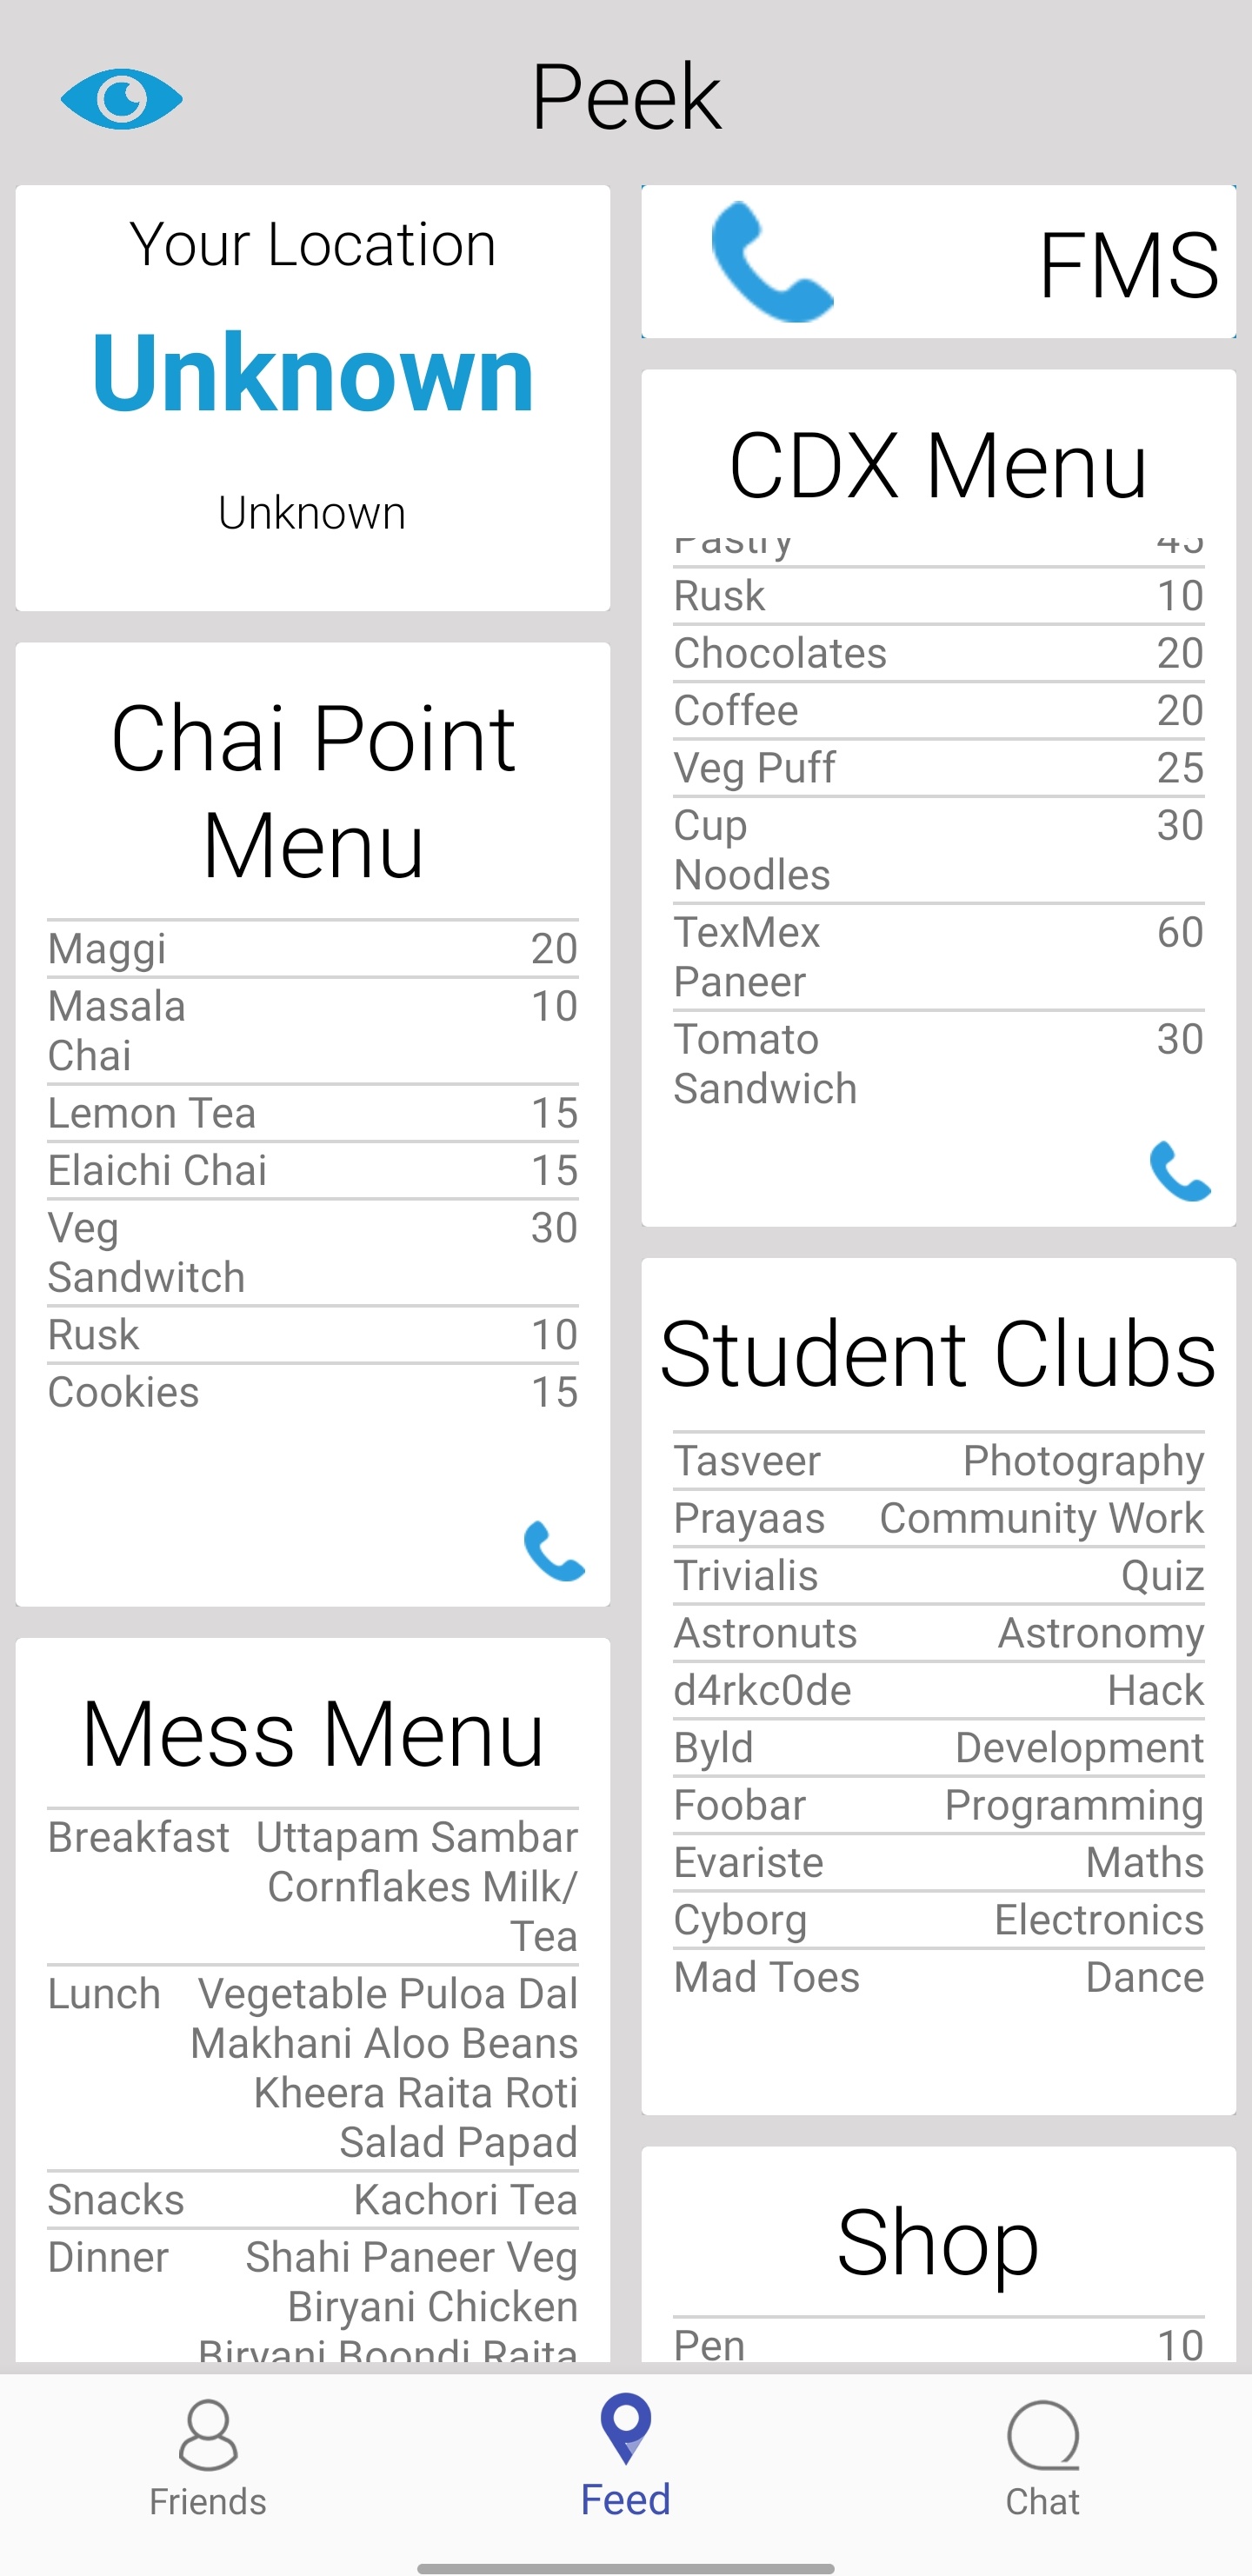 Peek
Your Location
Unknown
Unknown
Chai Point
Menu
Maggi 20
Masala 10
Chai
Lemon Tea 15
Elaichi Chai 15
Veg 30
Sandwitch
Rusk 10
Cookies 15
Mess Menu
Breakfast Uttapam Sambar
Cornflakes Milk/
Tea
Lunch Vegetable Puloa Dal
Makhani Aloo Beans
Kheera Raita Roti
Salad Papad
Snacks Kachori Tea
Dinner Shahi Paneer Veg
Biryani Chicken
Biryani Boondi Raita
FMS
CDX Menu
Pastry 45
Rusk 10
Chocolates 20
Coffee 20
Veg Puff 25
Cup 30
Noodles
TexMex 60
Paneer
Tomato 30
Sandwich
Student Clubs
Tasveer Photography
Prayaas Community Work
Trivialis Quiz
Astronuts Astronomy
d4rkc0de Hack
Byld Development
Foobar Programming
Evariste Maths
Cyborg Electronics
Mad Toes Dance
Shop
Pen 10
Friends
Feed
Chat